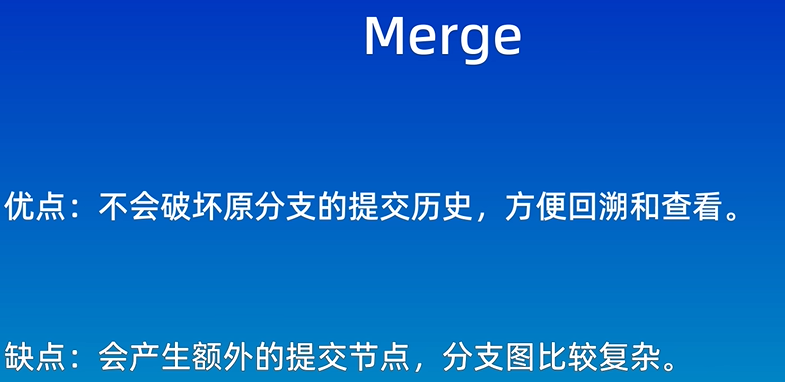 Merge
优点：不会破坏原分支的提交历史，方便回溯和查看。
缺点：会产生额外的提交节点，分支图比较复杂。